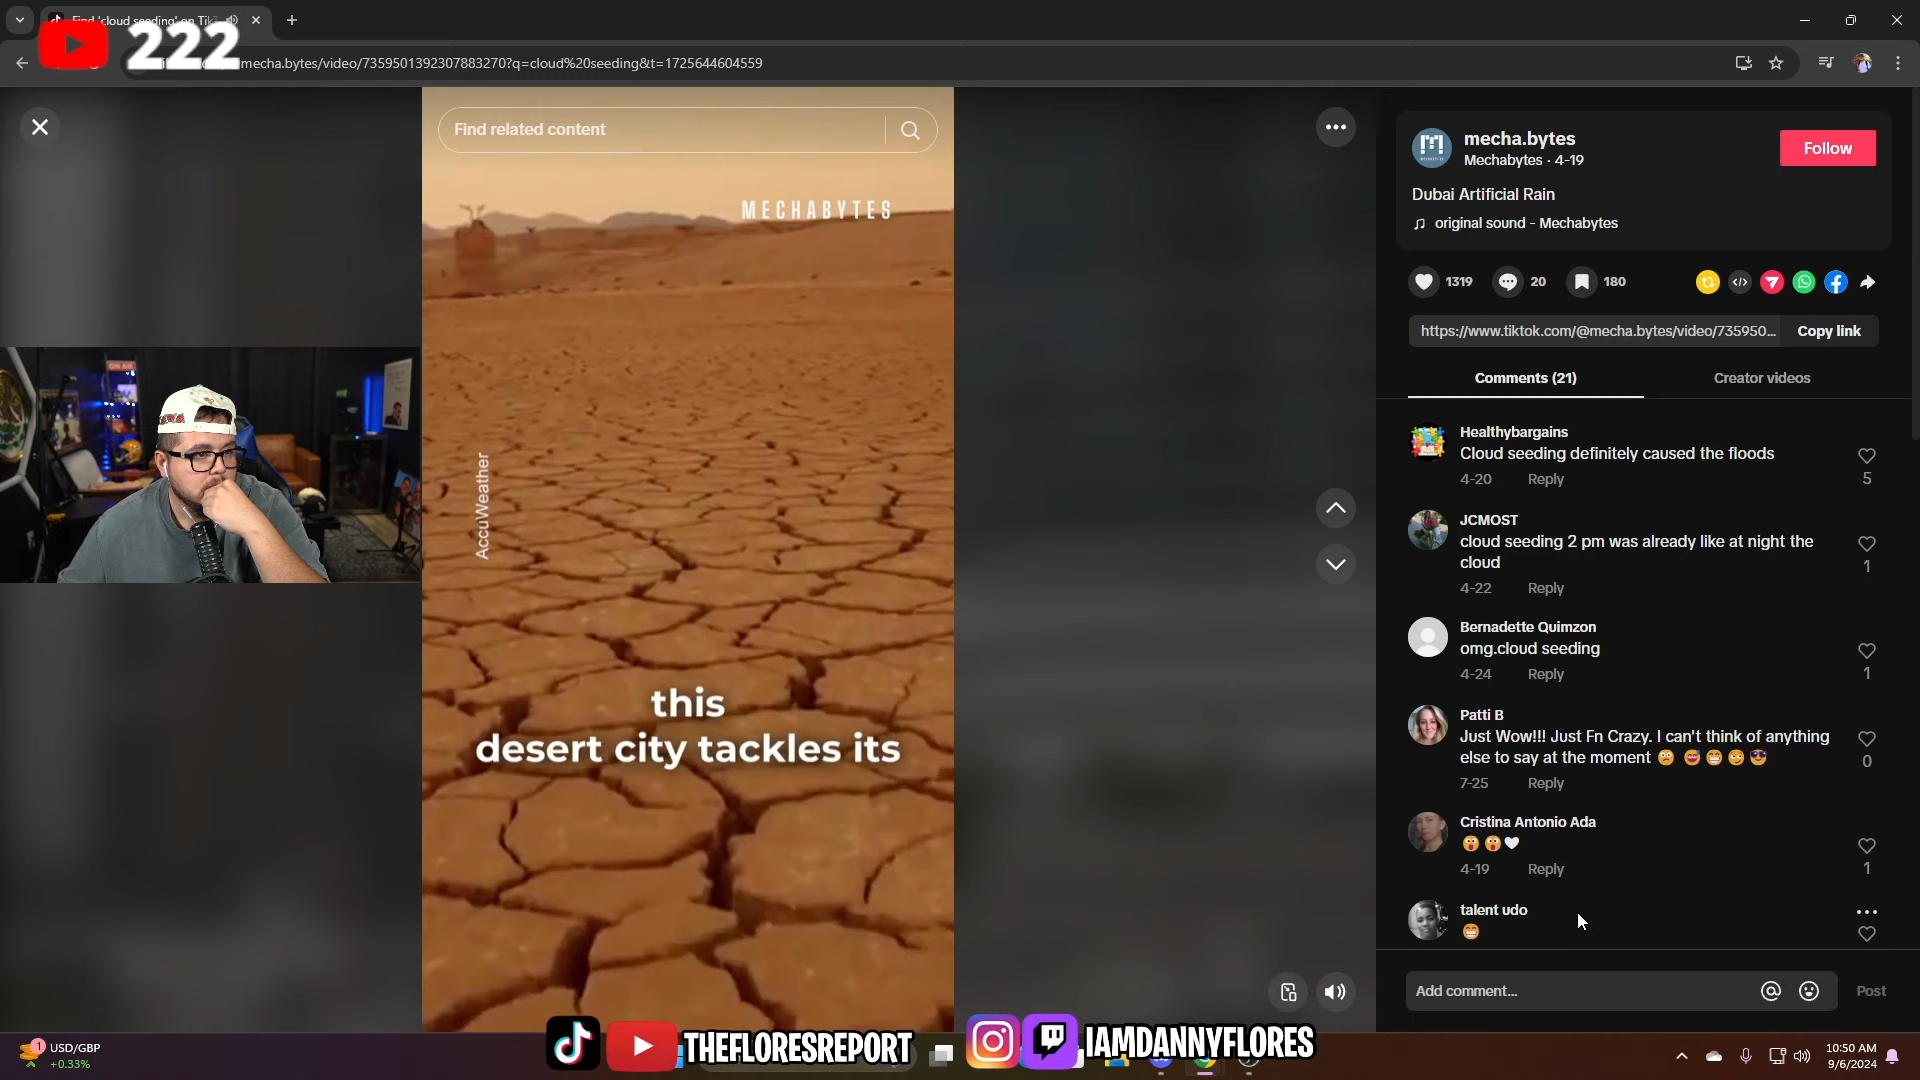 Find 'cloud seeding' on Tik
222
mecha.bytes/video/7359501392307883270?q=cloud%20seeding&t=1725644604559
Find related content
MECHABYTES
AccuWeather
this
desert city tackles its
mecha.bytes
Mechabytes · 4-19
Follow
Dubai Artificial Rain
original sound - Mechabytes
1319
20
180
https://www.tiktok.com/@mecha.bytes/video/735950...
Copy link
Comments (21)
Creator videos
Healthybargains
Cloud seeding definitely caused the floods
4-20
Reply
5
JCMOST
cloud seeding 2 pm was already like at night the
cloud
4-22
Reply
1
Bernadette Quimzon
omg.cloud seeding
4-24
Reply
1
Patti B
Just Wow!!! Just Fn Crazy. I can't think of anything
else to say at the moment
7-25
Reply
0
Cristina Antonio Ada
4-19
Reply
1
talent udo
Add comment...
Post
THEFLORESREPORT
IAMDANNYFLORES
1
USD/GBP
+0.33%
10:50 AM
9/6/2024